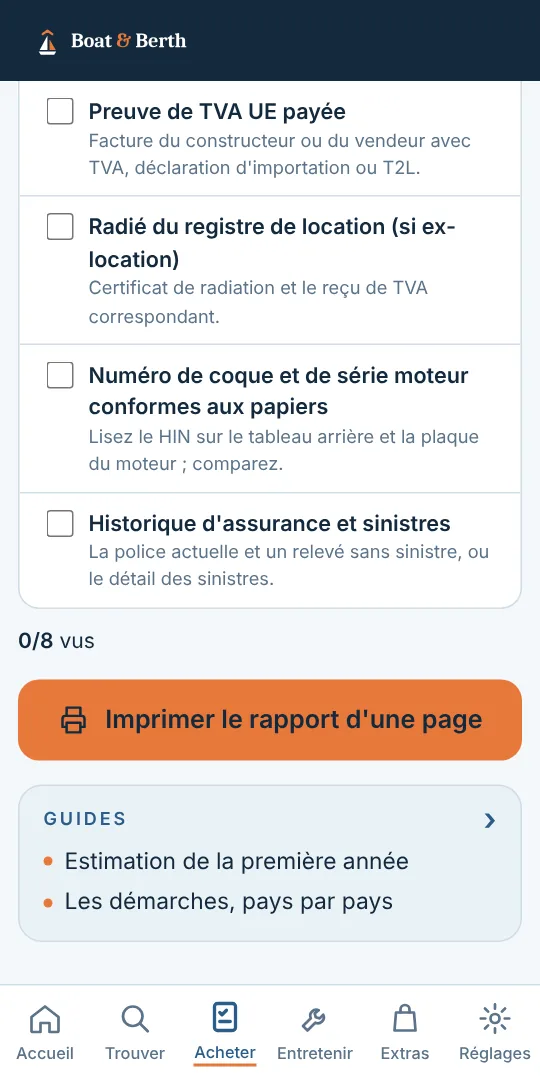 Boat & Berth
Preuve de TVA UE payée
Facture du constructeur ou du vendeur avec
TVA, déclaration d'importation ou T2L.
Radié du registre de location (si ex-
location)
Certificat de radiation et le reçu de TVA
correspondant.
Numéro de coque et de série moteur
conformes aux papiers
Lisez le HIN sur le tableau arrière et la plaque
du moteur ; comparez.
Historique d'assurance et sinistres
La police actuelle et un relevé sans sinistre, ou
le détail des sinistres.
0/8 vus
Imprimer le rapport d'une page
GUIDES
Estimation de la première année
Les démarches, pays par pays
Accueil Trouver Acheter Entretenir Extras Réglages